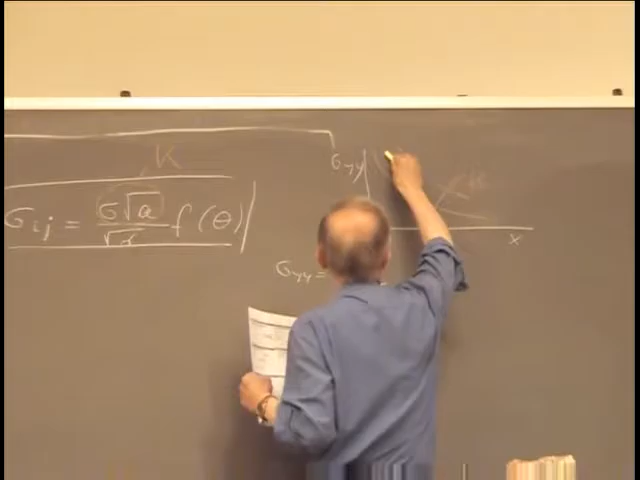 K
σij = σ√a / √r f(θ)
σyy
x
σyy =